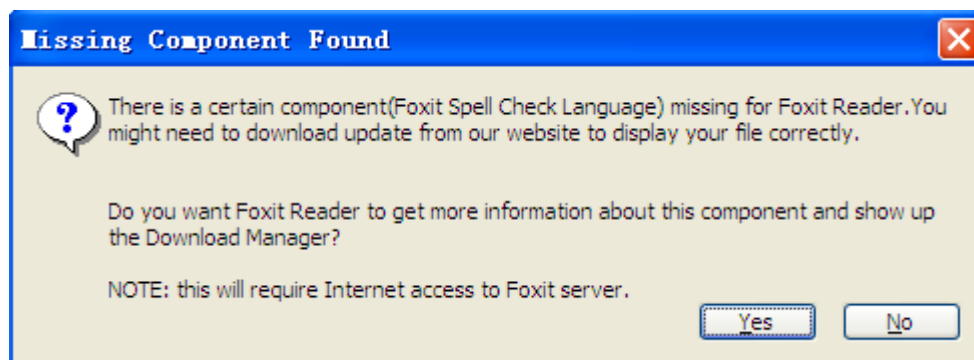 Missing Component Found
There is a certain component(Foxit Spell Check Language) missing for Foxit Reader.You
might need to download update from our website to display your file correctly.
Do you want Foxit Reader to get more information about this component and show up
the Download Manager?
NOTE: this will require Internet access to Foxit server.
Yes No